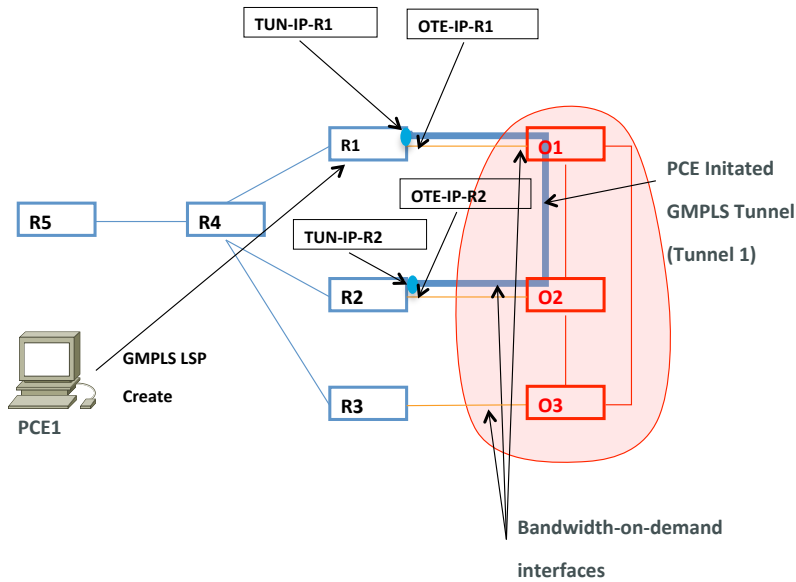 TUN-IP-R1
OTE-IP-R1
R1
O1
PCE Initated
GMPLS Tunnel
(Tunnel 1)
OTE-IP-R2
R5
R4
TUN-IP-R2
R2
O2
GMPLS LSP
Create
R3
O3
PCE1
Bandwidth-on-demand
interfaces